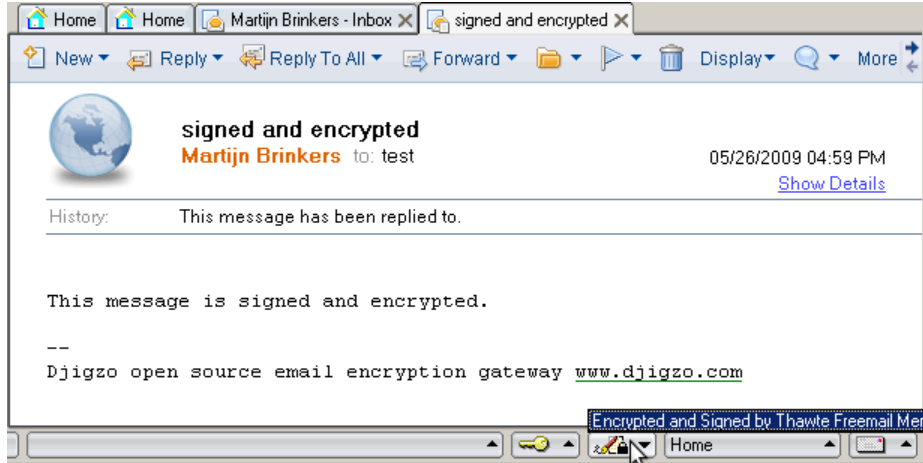 Home Home Martijn Brinkers - Inbox signed and encrypted
New Reply Reply To All Forward Display More
signed and encrypted
Martijn Brinkers to: test
05/26/2009 04:59 PM
Show Details
History: This message has been replied to.
This message is signed and encrypted.
--
Djigzo open source email encryption gateway www.djigzo.com
Encrypted and Signed by Thawte Freemail Mer
Home